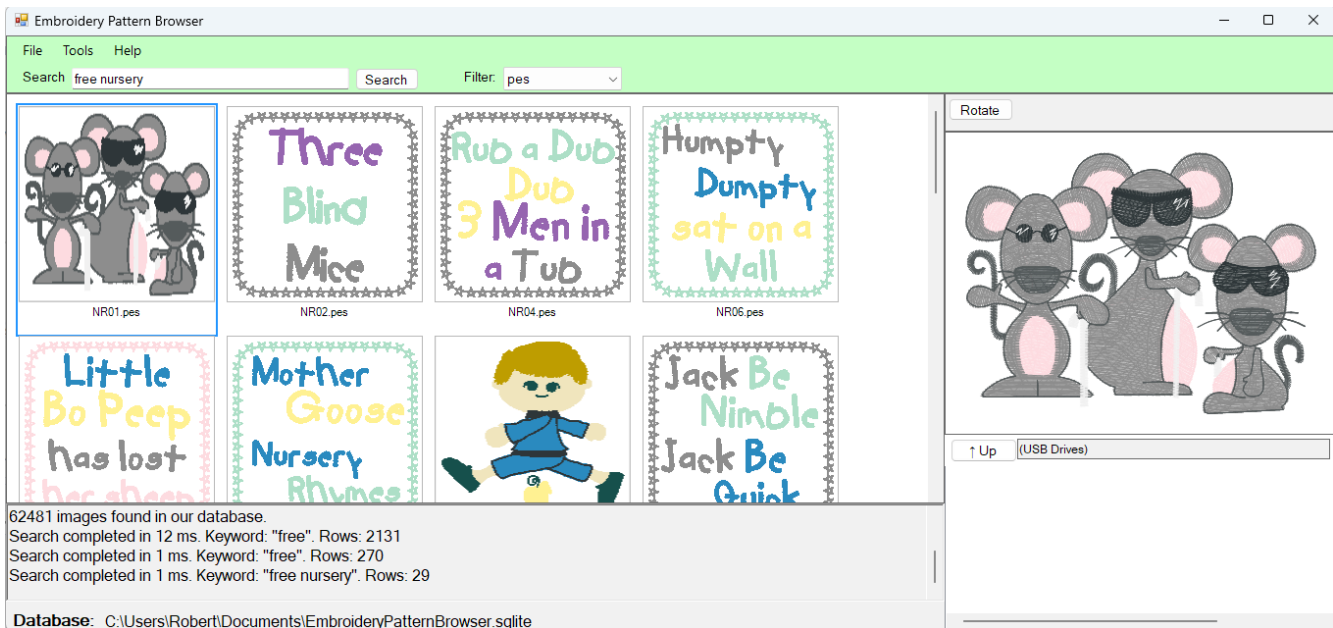 Embroidery Pattern Browser
File Tools Help
Search free nursery Search Filter: pes
Rotate
Three
Blind
Mice
Rub a Dub
Dub
3 Men in
a Tub
Humpty
Dumpty
sat on a
Wall
NR01.pes NR02.pes NR04.pes NR06.pes
Little
Bo Peep
has lost
her sheep
Mother
Goose
Nursery
Rhymes
Jack Be
Nimble
Jack Be
Quick
↑ Up (USB Drives)
62481 images found in our database.
Search completed in 12 ms. Keyword: "free". Rows: 2131
Search completed in 1 ms. Keyword: "free". Rows: 270
Search completed in 1 ms. Keyword: "free nursery". Rows: 29
Database: C:\Users\Robert\Documents\EmbroideryPatternBrowser.sqlite